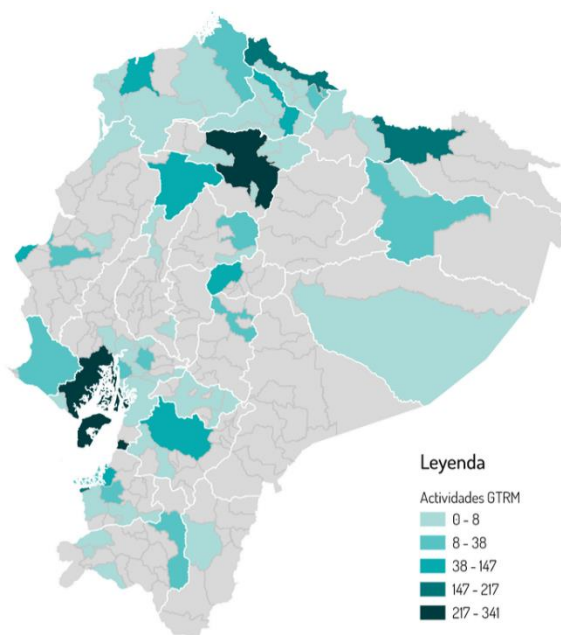 Leyenda
Actividades GTRM
0 - 8
8 - 38
38 - 147
147 - 217
217 - 341